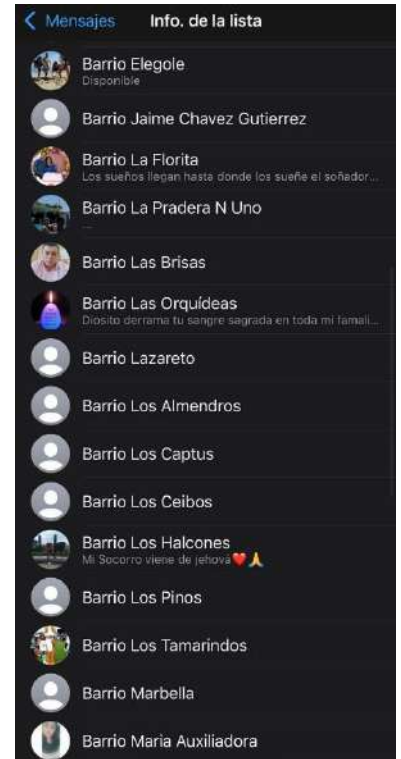 Mensajes
Info. de la lista
Barrio Elegole
Disponible
Barrio Jaime Chavez Gutierrez
Barrio La Florita
Los sueños llegan hasta donde los sueñe el soñador...
Barrio La Pradera N Uno
...
Barrio Las Brisas
Barrio Las Orquídeas
Diosito derrama tu sangre sagrada en toda mi famali...
Barrio Lazareto
Barrio Los Almendros
Barrio Los Captus
Barrio Los Ceibos
Barrio Los Halcones
Mi Socorro viene de jehová❤️🙏
Barrio Los Pinos
Barrio Los Tamarindos
Barrio Marbella
Barrio Maria Auxiliadora